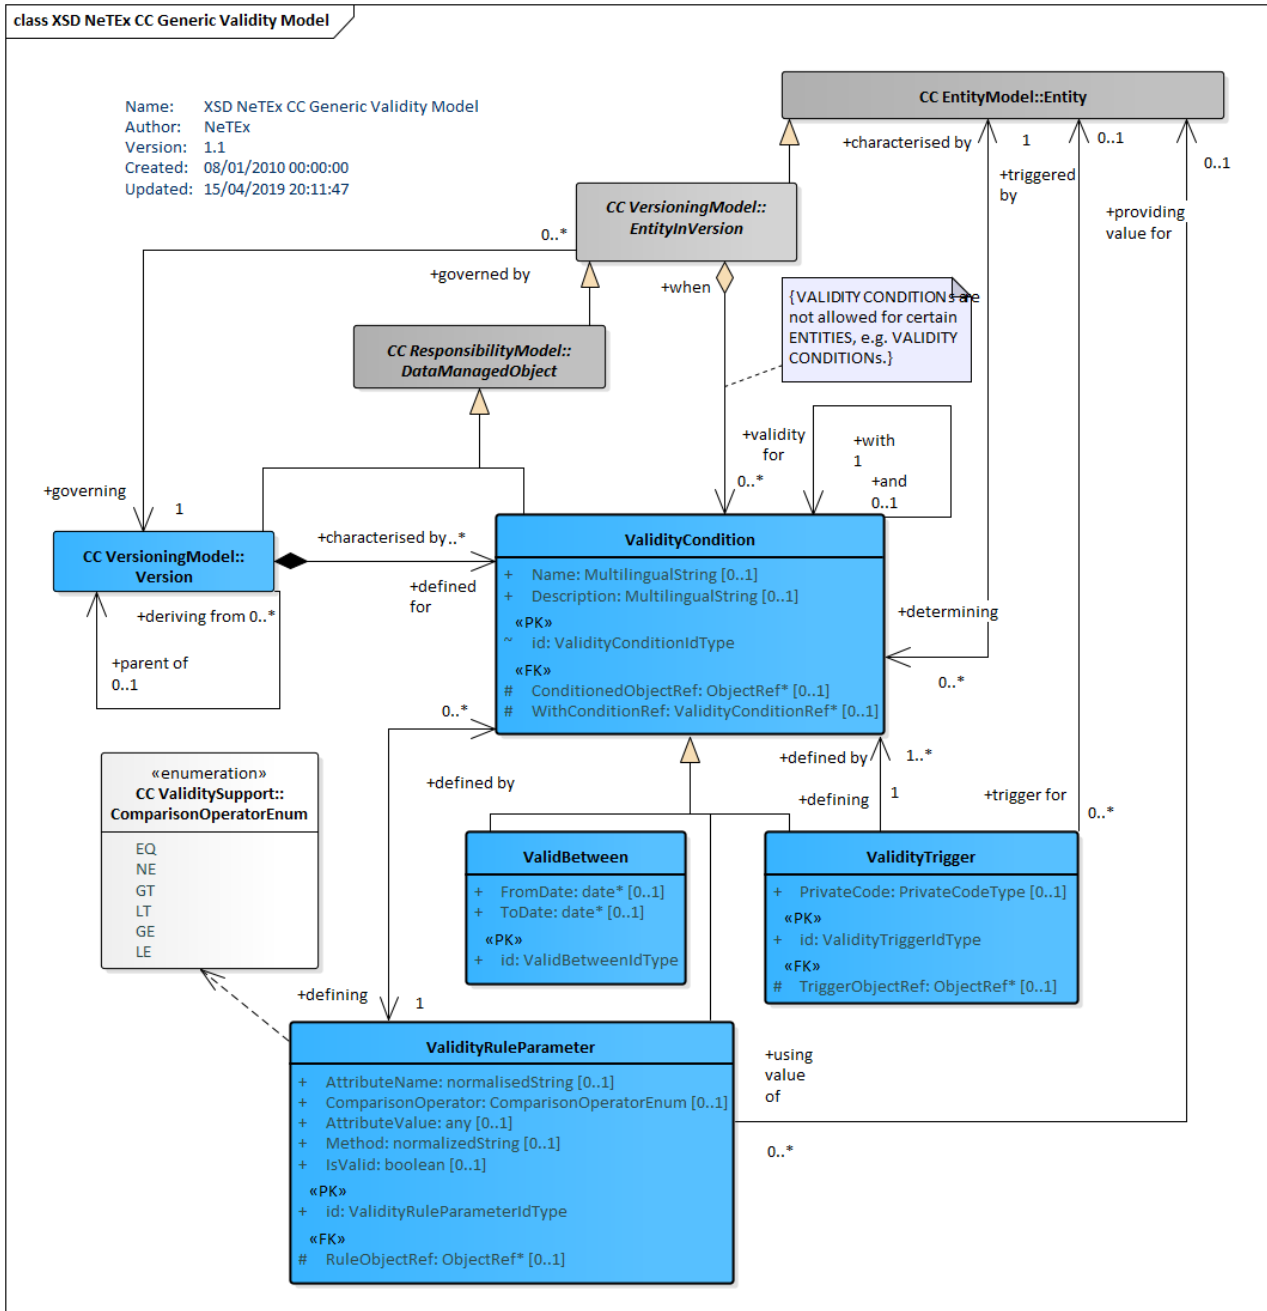 class XSD NeTEx CC Generic Validity Model
Name: XSD NeTEx CC Generic Validity Model
Author: NeTEx
Version: 1.1
Created: 08/01/2010 00:00:00
Updated: 15/04/2019 20:11:47
CC EntityModel::Entity
+characterised by
1
0..1
0..1
+triggered
by
+providing
value for
CC VersioningModel::
EntityInVersion
0..*
+governed by
+when
{VALIDITY CONDITIONs are
not allowed for certain
ENTITIES, e.g. VALIDITY
CONDITIONs.}
CC ResponsibilityModel::
DataManagedObject
+validity
for
0..*
+with
1
+and
0..1
+governing
1
CC VersioningModel::
Version
+characterised by..*
+defined
for
+deriving from 0..*
+parent of
0..1
ValidityCondition
+ Name: MultilingualString [0..1]
+ Description: MultilingualString [0..1]
«PK»
~ id: ValidityConditionIdType
«FK»
# ConditionedObjectRef: ObjectRef* [0..1]
# WithConditionRef: ValidityConditionRef* [0..1]
+determining
0..*
0..*
+defined by
+defined by
1..*
+defining
1
+trigger for
0..*
«enumeration»
CC ValiditySupport::
ComparisonOperatorEnum
EQ
NE
GT
LT
GE
LE
ValidBetween
+ FromDate: date* [0..1]
+ ToDate: date* [0..1]
«PK»
+ id: ValidBetweenIdType
ValidityTrigger
+ PrivateCode: PrivateCodeType [0..1]
«PK»
+ id: ValidityTriggerIdType
«FK»
# TriggerObjectRef: ObjectRef* [0..1]
+defining
1
ValidityRuleParameter
+ AttributeName: normalisedString [0..1]
+ ComparisonOperator: ComparisonOperatorEnum [0..1]
+ AttributeValue: any [0..1]
+ Method: normalizedString [0..1]
+ IsValid: boolean [0..1]
«PK»
+ id: ValidityRuleParameterIdType
«FK»
# RuleObjectRef: ObjectRef* [0..1]
+using
value
of
0..*